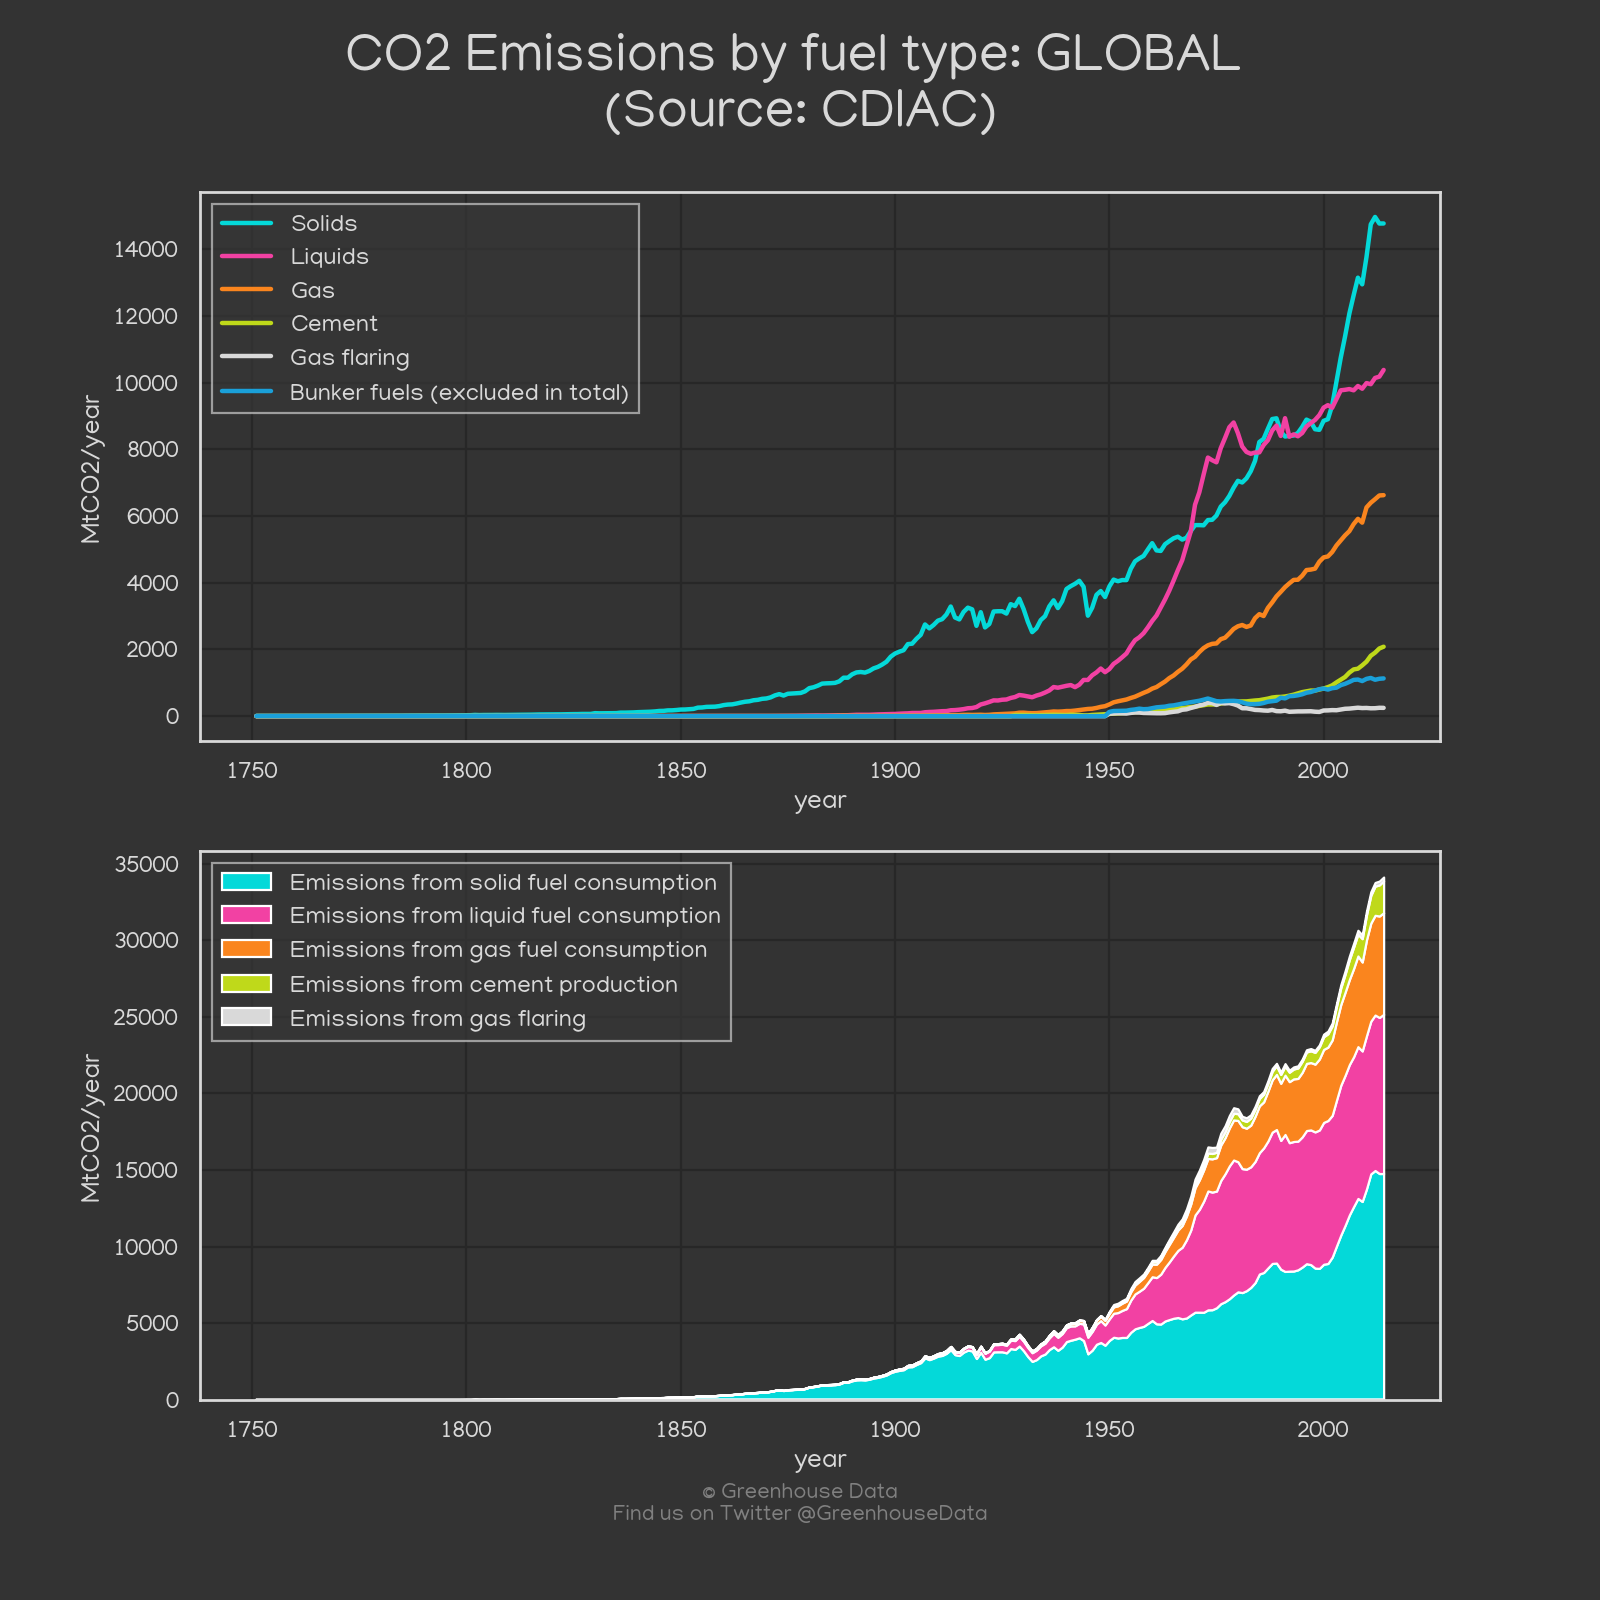 CO2 Emissions by fuel type: GLOBAL
(Source: CDIAC)
Solids
Liquids
Gas
Cement
Gas flaring
Bunker fuels (excluded in total)
14000
12000
10000
8000
6000
4000
2000
0
MtCO2/year
1750 1800 1850 1900 1950 2000
year
Emissions from solid fuel consumption
Emissions from liquid fuel consumption
Emissions from gas fuel consumption
Emissions from cement production
Emissions from gas flaring
35000
30000
25000
20000
15000
10000
5000
0
MtCO2/year
1750 1800 1850 1900 1950 2000
year
© Greenhouse Data
Find us on Twitter @GreenhouseData